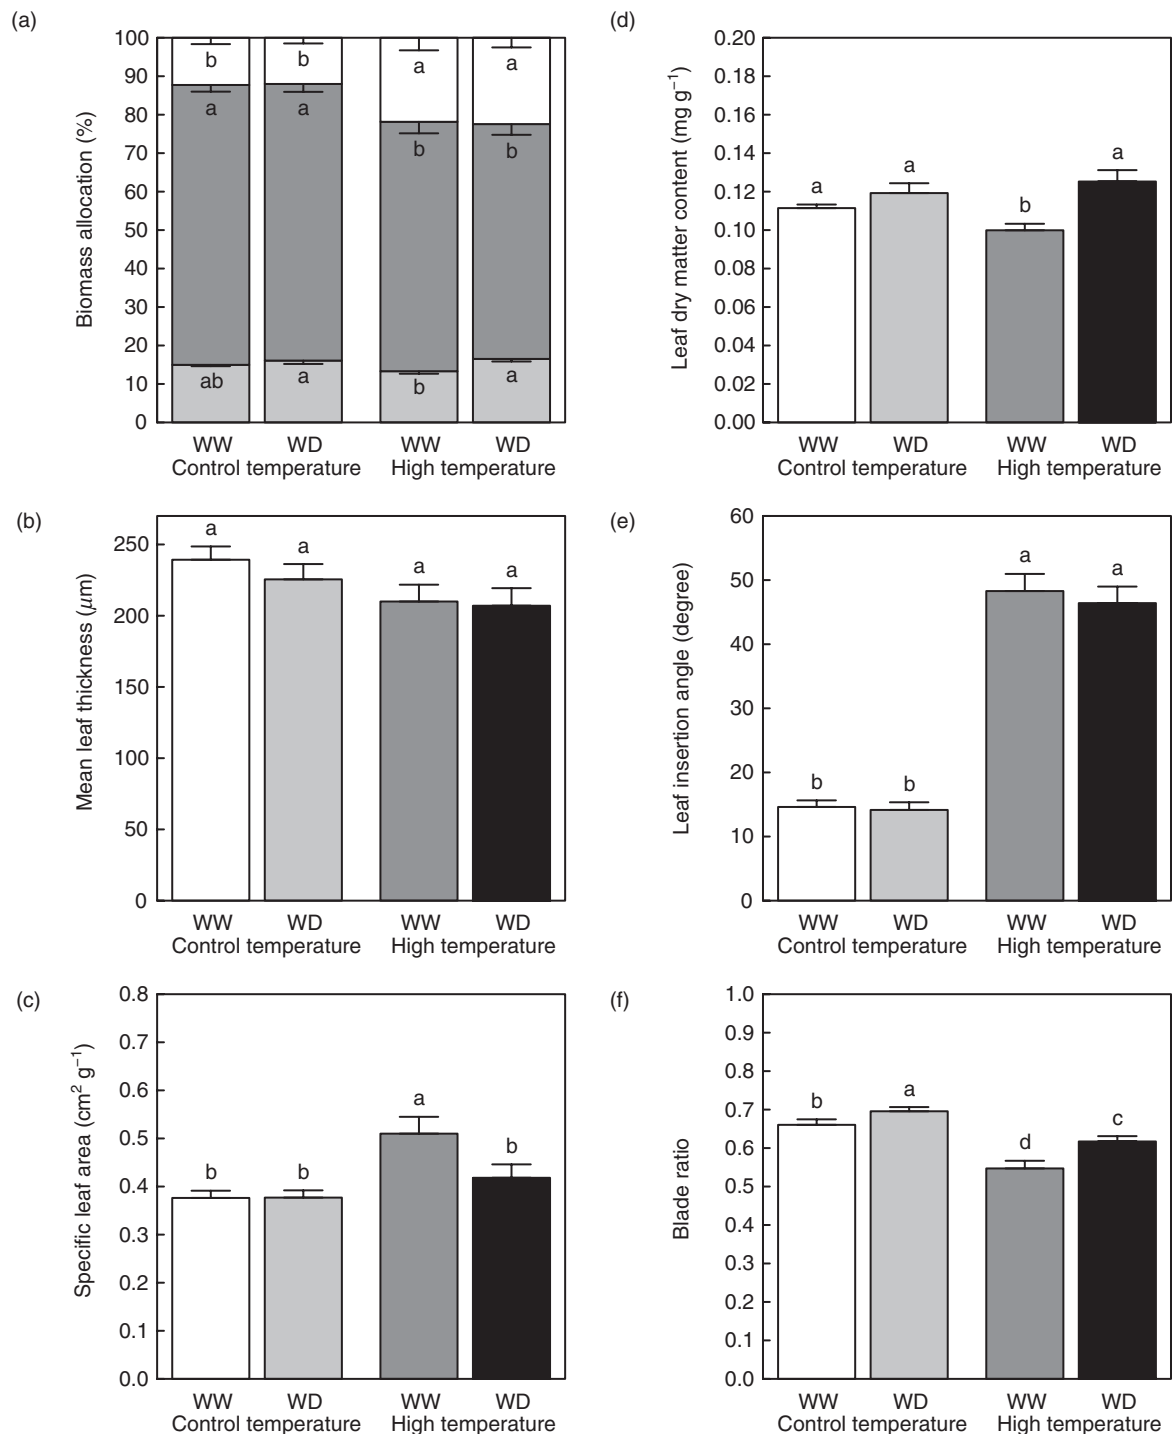 (a)
Biomass allocation (%)
100
90
80
70
60
50
40
30
20
10
0
b b a a
a a b b
ab a b a
WW WD WW WD
Control temperature High temperature
(b)
Mean leaf thickness (μm)
250
200
150
100
50
0
a a a a
WW WD WW WD
Control temperature High temperature
(c)
Specific leaf area (cm² g⁻¹)
0.8
0.7
0.6
0.5
0.4
0.3
0.2
0.1
0.0
b b a b
WW WD WW WD
Control temperature High temperature
(d)
Leaf dry matter content (mg g⁻¹)
0.20
0.18
0.16
0.14
0.12
0.10
0.08
0.06
0.04
0.02
0.00
a a b a
WW WD WW WD
Control temperature High temperature
(e)
Leaf insertion angle (degree)
60
50
40
30
20
10
0
b b a a
WW WD WW WD
Control temperature High temperature
(f)
Blade ratio
1.0
0.9
0.8
0.7
0.6
0.5
0.4
0.3
0.2
0.1
0.0
b a d c
WW WD WW WD
Control temperature High temperature